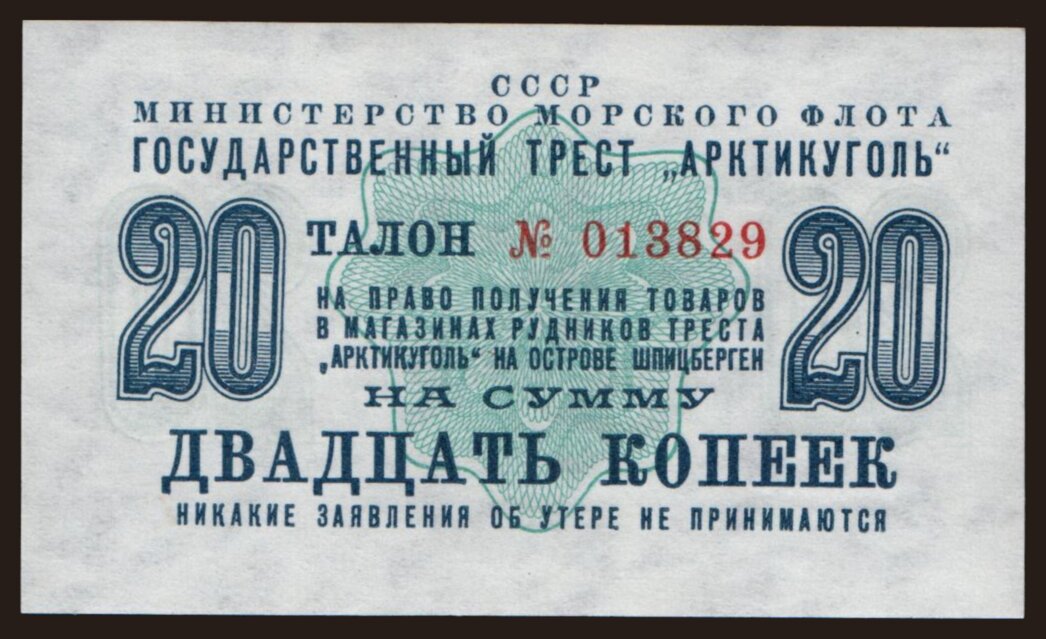 СССР
МИНИСТЕРСТВО МОРСКОГО ФЛОТА
ГОСУДАРСТВЕННЫЙ ТРЕСТ „АРКТИКУГОЛЬ“
20 ТАЛОН № 013829 20
НА ПРАВО ПОЛУЧЕНИЯ ТОВАРОВ
В МАГАЗИНАХ РУДНИКОВ ТРЕСТА
„АРКТИКУГОЛЬ“ НА ОСТРОВЕ ШПИЦБЕРГЕН
НА СУММУ
ДВАДЦАТЬ КОПЕЕК
НИКАКИЕ ЗАЯВЛЕНИЯ ОБ УТЕРЕ НЕ ПРИНИМАЮТСЯ